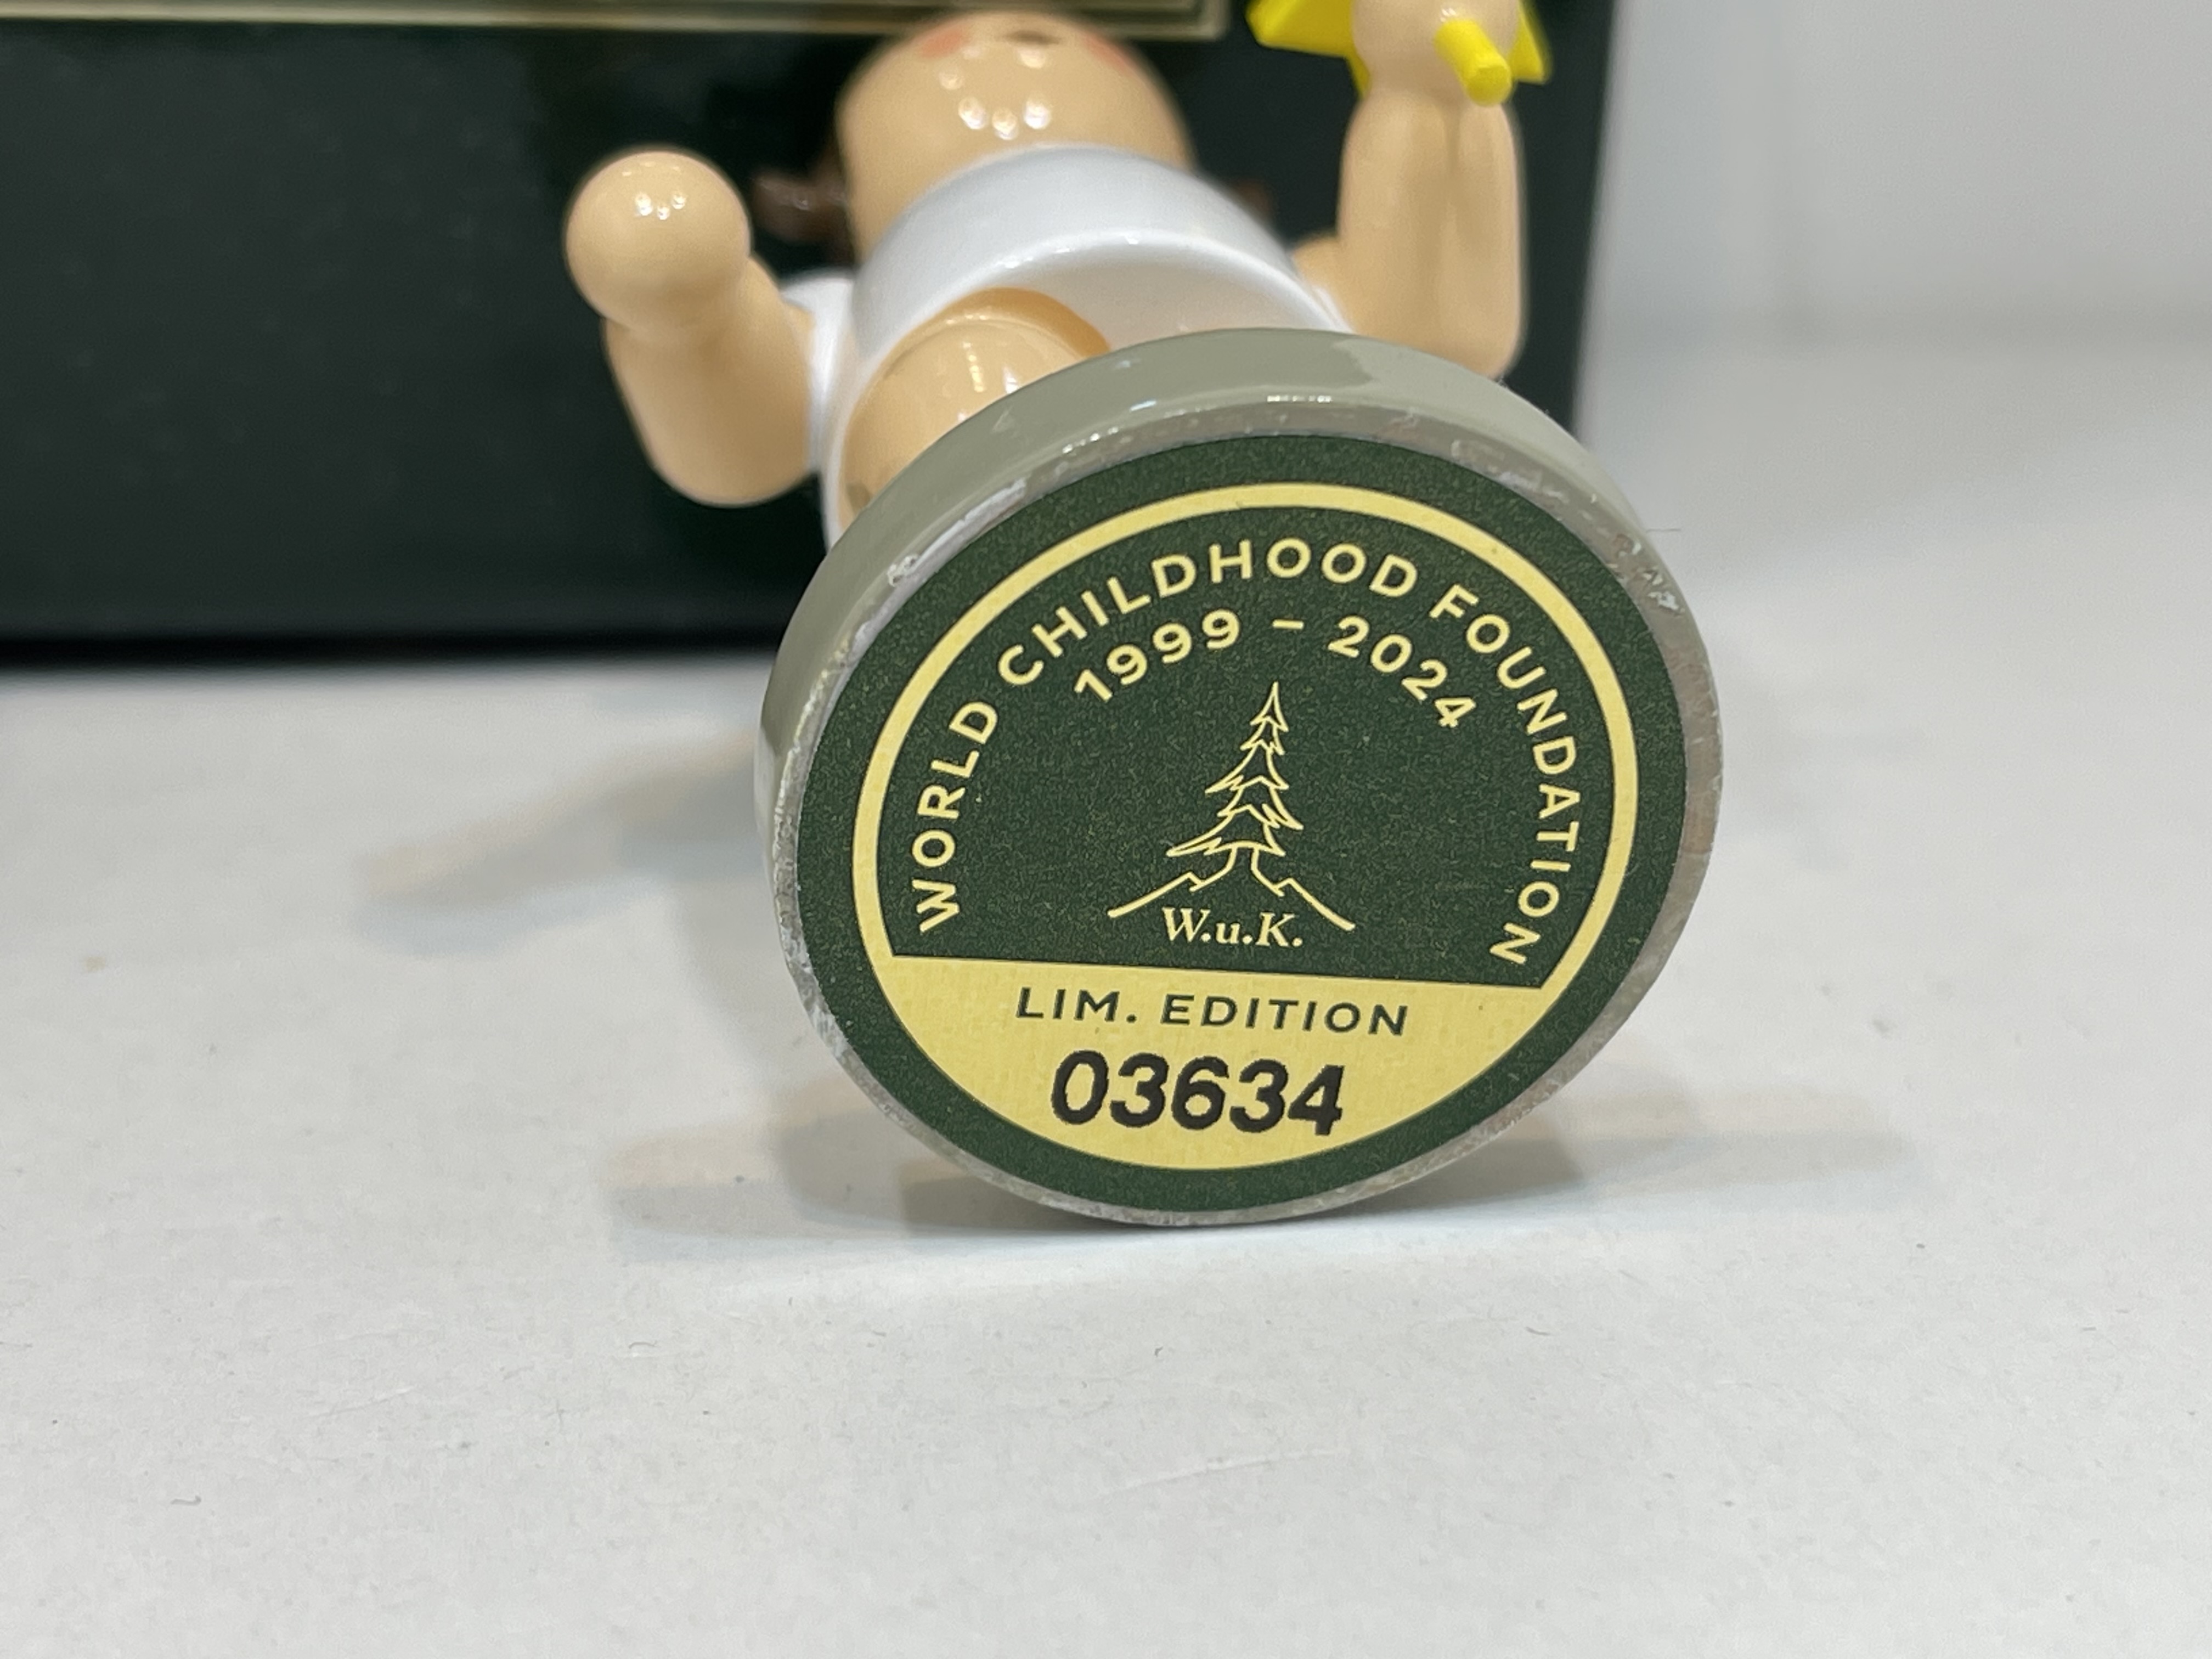 WORLD CHILDHOOD FOUNDATION
1999 – 2024
W.u.K.
LIM. EDITION
03634